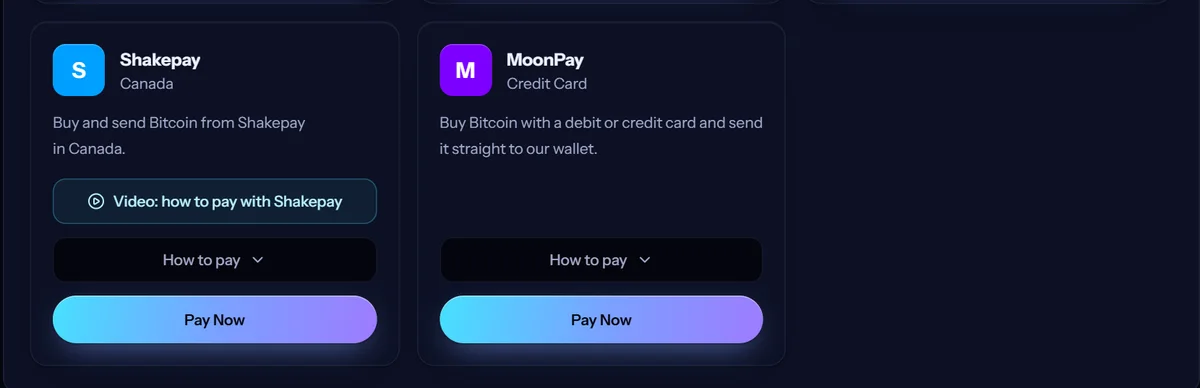 S
Shakepay
Canada
Buy and send Bitcoin from Shakepay
in Canada.
Video: how to pay with Shakepay
How to pay
Pay Now
M
MoonPay
Credit Card
Buy Bitcoin with a debit or credit card and send
it straight to our wallet.
How to pay
Pay Now